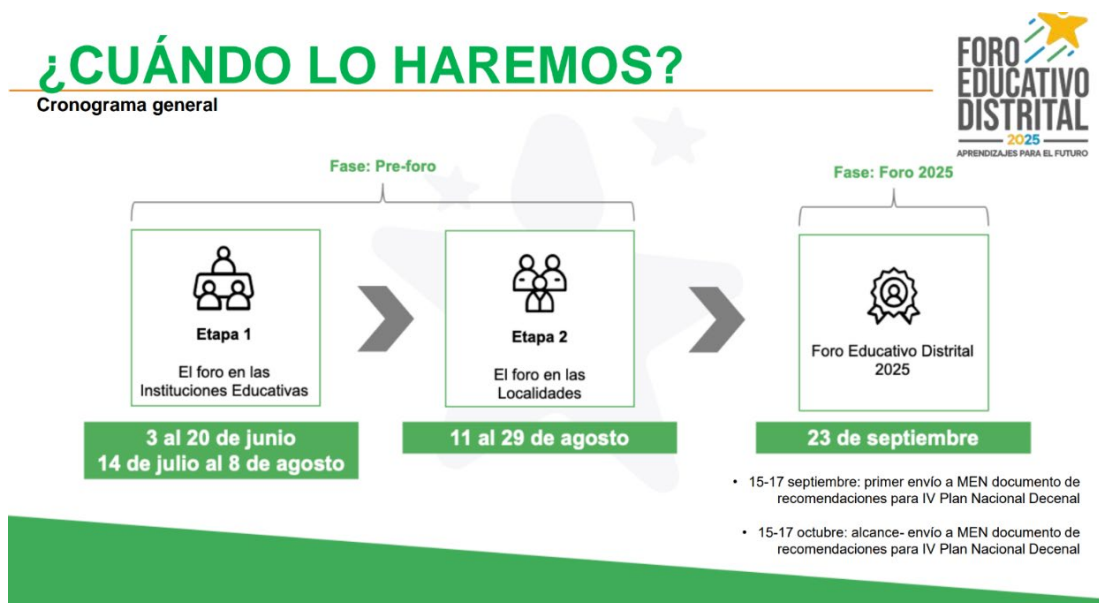 ¿CUÁNDO LO HAREMOS?
Cronograma general
FORO
EDUCATIVO
DISTRITAL
2025
APRENDIZAJES PARA EL FUTURO
Fase: Pre-foro
Etapa 1
El foro en las
Instituciones Educativas
3 al 20 de junio
14 de julio al 8 de agosto
Etapa 2
El foro en las
Localidades
11 al 29 de agosto
Fase: Foro 2025
Foro Educativo Distrital
2025
23 de septiembre
• 15-17 septiembre: primer envío a MEN documento de
recomendaciones para IV Plan Nacional Decenal
• 15-17 octubre: alcance- envío a MEN documento de
recomendaciones para IV Plan Nacional Decenal